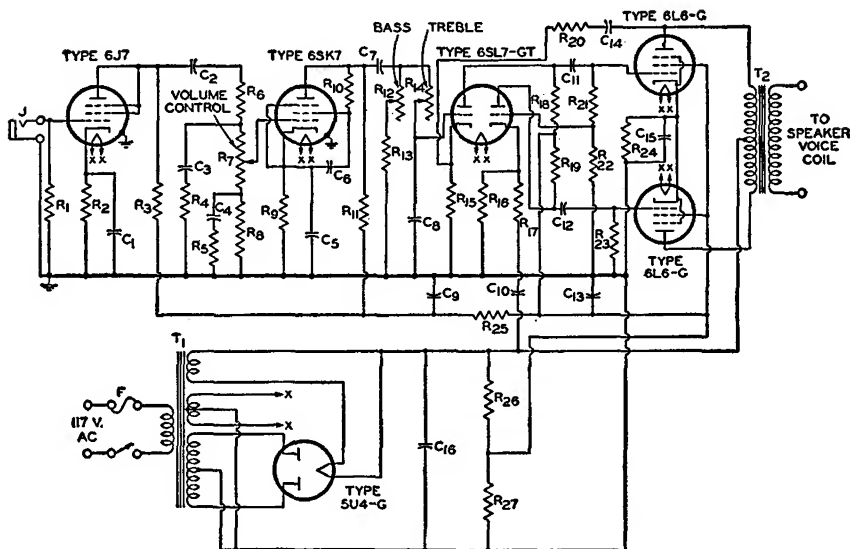 TYPE 6L6-G
BASS
TREBLE
R20
C14
TYPE 6J7
TYPE 6SK7
C7
TYPE 6SL7-GT
C2
C11
T2
R6
R10
R12
R14
R18
R21
VOLUME
CONTROL
J
R7
C3
C6
C15
R24
TO
SPEAKER
VOICE
COIL
X X
X X
X X
X X
X X
R13
R19
R22
R1
R2
R3
R4
C4
R8
R9
R11
C8
R15
R16
R17
C12
R23
C1
R5
C5
TYPE
6L6-G
C9
C10
C13
R25
T1
X
X
F
117 V.
AC
R26
C16
R27
TYPE
5U4-G